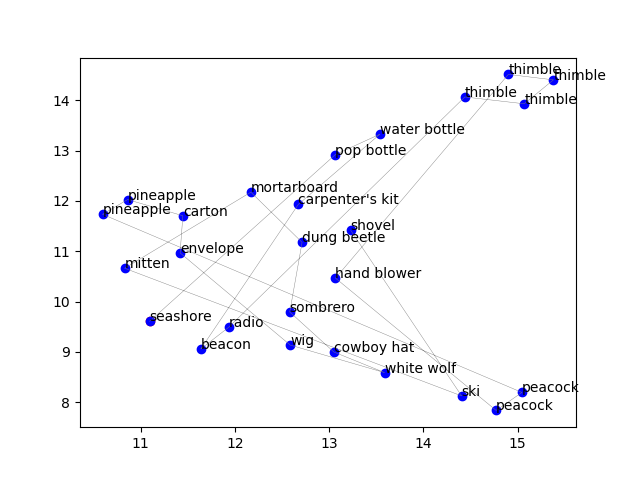 thimble
thimble
thimble
thimble
water bottle
pop bottle
mortarboard
carpenter's kit
pineapple
pineapple
carton
shovel
dung beetle
envelope
mitten
hand blower
sombrero
seashore
radio
wig
beacon
cowboy hat
white wolf
ski
peacock
peacock
14
13
12
11
10
9
8
11
12
13
14
15